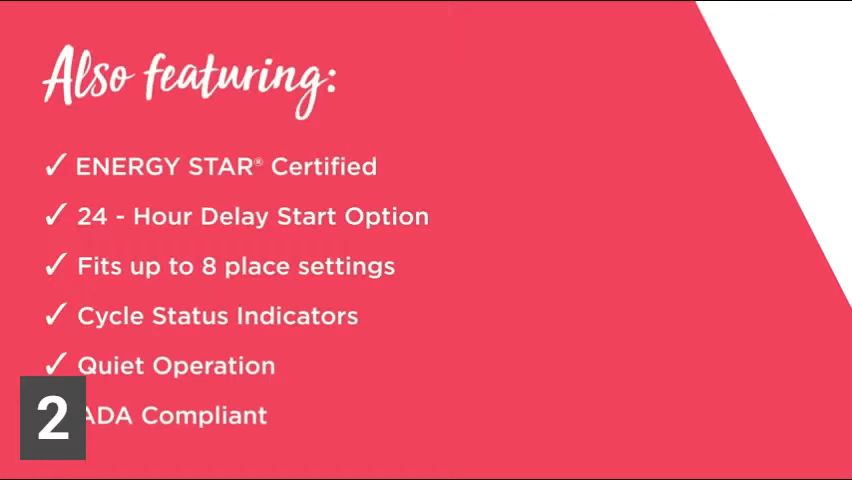 Also featuring:
✓ ENERGY STAR® Certified
✓ 24 - Hour Delay Start Option
✓ Fits up to 8 place settings
✓ Cycle Status Indicators
✓ Quiet Operation
ADA Compliant
2